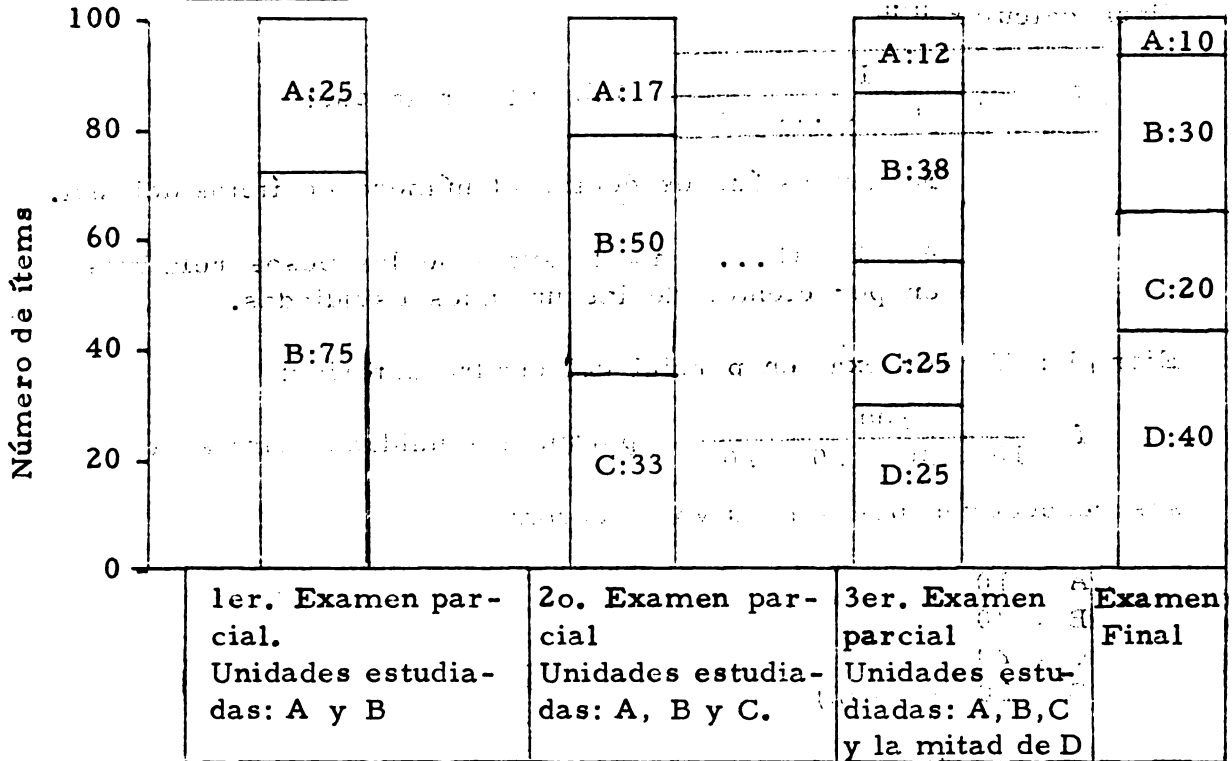 Número de ítems
100
80
60
40
20
0
A:25
B:75
A:17
B:50
C:33
A:12
B:38
C:25
D:25
A:10
B:30
C:20
D:40
1er. Examen par-
cial.
Unidades estudia-
das: A y B
2o. Examen par-
cial
Unidades estudia-
das: A, B y C.
3er. Examen
parcial
Unidades estu-
diadas: A, B, C
y la mitad de D
Examen
Final